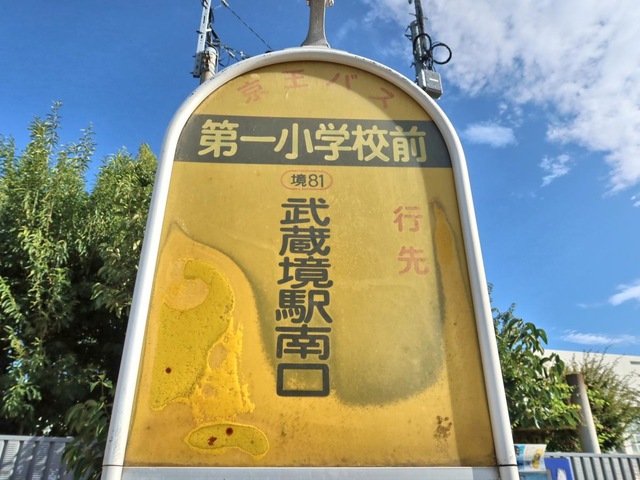 京王バス
第一小学校前
境81
行先
武蔵境駅南口